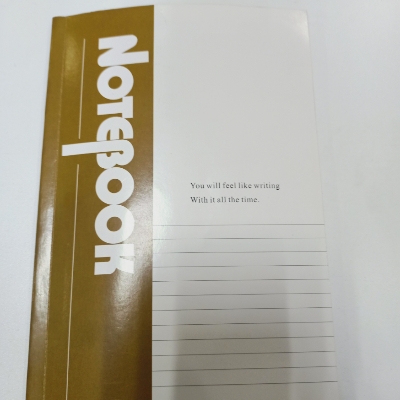 NOTEBOOK
You will feel like writing
With it all the time.